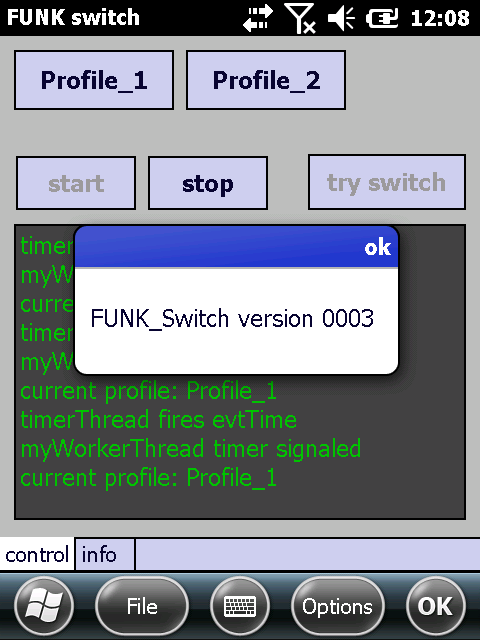 FUNK switch 12:08
Profile_1 Profile_2
start stop try switch
timer
myW
curre
timer
myW
current profile: Profile_1
timerThread fires evtTime
myWorkerThread timer signaled
current profile: Profile_1
ok
FUNK_Switch version 0003
control info
File Options OK